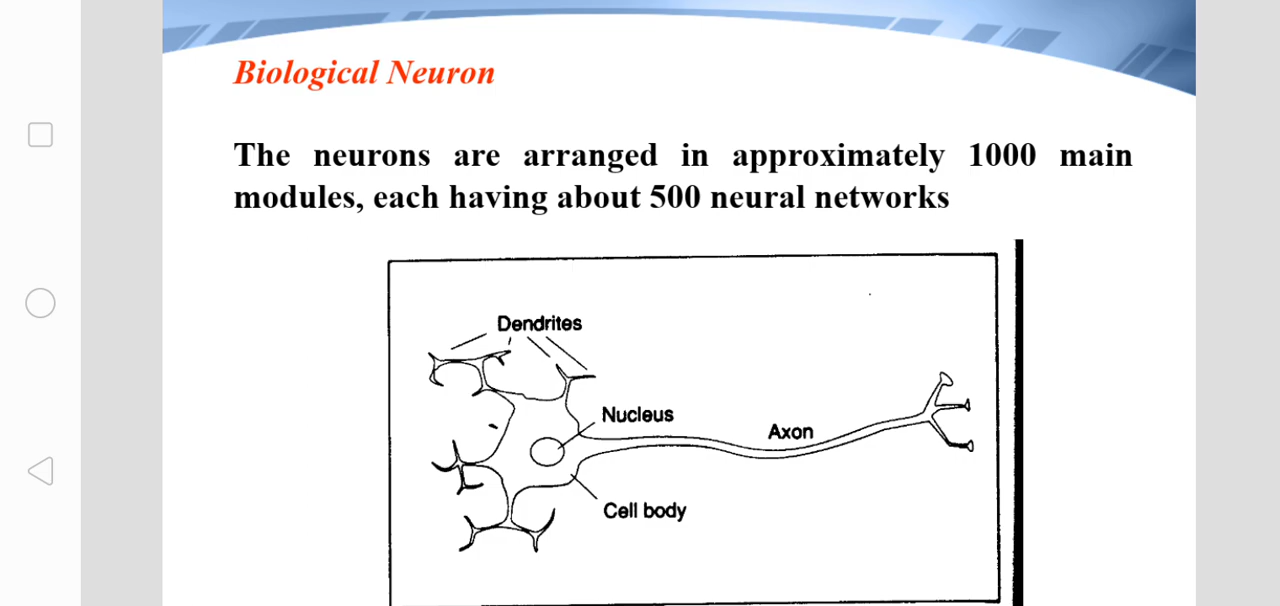 Biological Neuron
The neurons are arranged in approximately 1000 main
modules, each having about 500 neural networks
Dendrites
Nucleus
Axon
Cell body